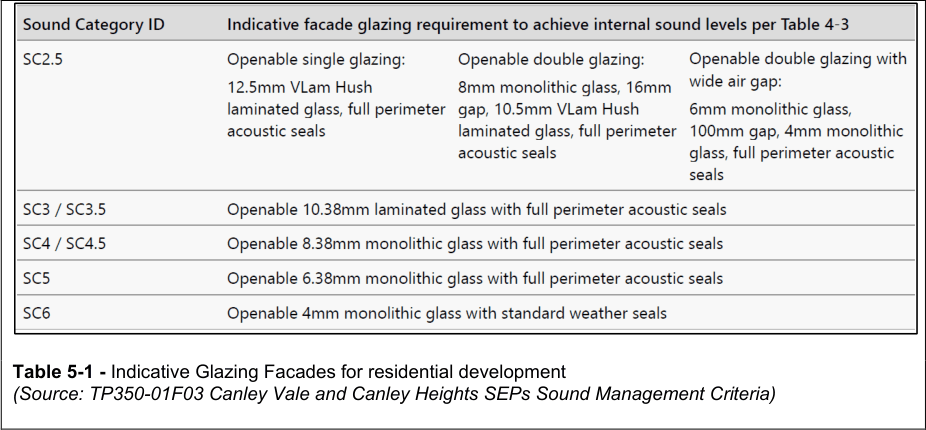 Sound Category ID
Indicative facade glazing requirement to achieve internal sound levels per Table 4-3
SC2.5
Openable single glazing:
12.5mm VLam Hush
laminated glass, full perimeter
acoustic seals
Openable double glazing:
8mm monolithic glass, 16mm
gap, 10.5mm VLam Hush
laminated glass, full perimeter
acoustic seals
Openable double glazing with
wide air gap:
6mm monolithic glass,
100mm gap, 4mm monolithic
glass, full perimeter acoustic
seals
SC3 / SC3.5
Openable 10.38mm laminated glass with full perimeter acoustic seals
SC4 / SC4.5
Openable 8.38mm monolithic glass with full perimeter acoustic seals
SC5
Openable 6.38mm monolithic glass with full perimeter acoustic seals
SC6
Openable 4mm monolithic glass with standard weather seals
Table 5-1 - Indicative Glazing Facades for residential development
(Source: TP350-01F03 Canley Vale and Canley Heights SEPs Sound Management Criteria)